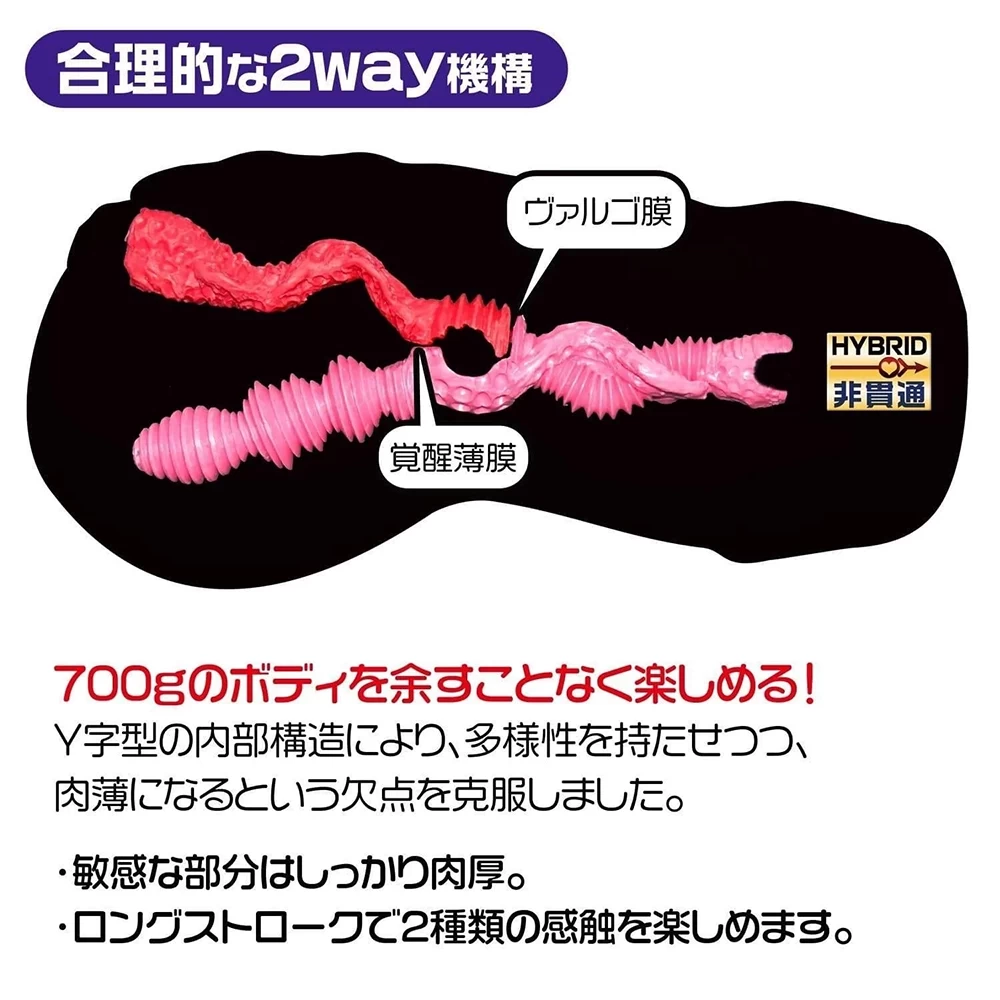 合理的な2way機構
ヴァルゴ膜
HYBRID
非貫通
覚醒薄膜
700gのボディを余すことなく楽しめる!
Y字型の内部構造により、多様性を持たせつつ、
肉薄になるという欠点を克服しました。
・敏感な部分はしっかり肉厚。
・ロングストロークで2種類の感触を楽しめます。